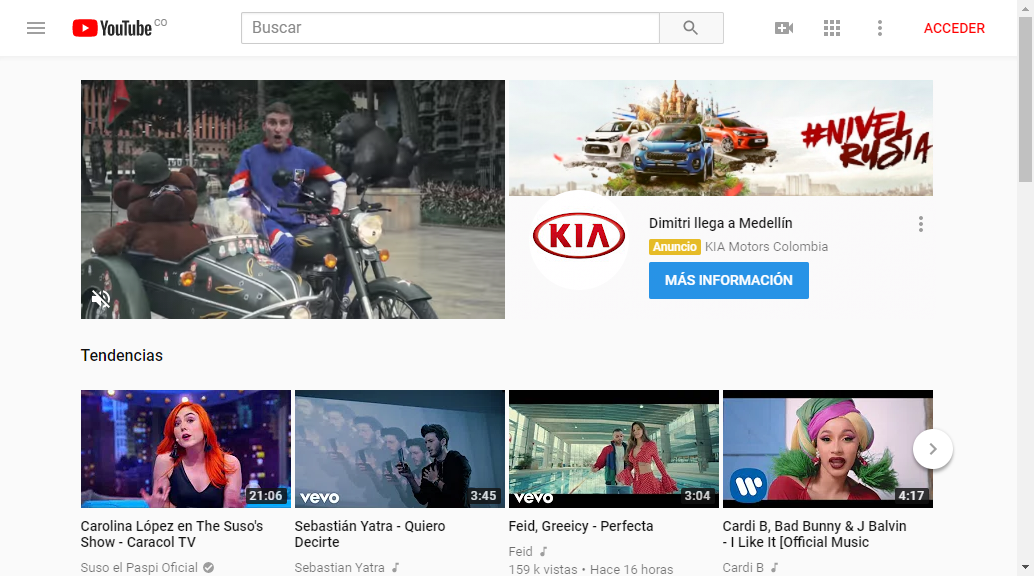 YouTube CO
Buscar
ACCEDER
#NIVEL
RUSIA
KIA
Dimitri llega a Medellín
Anuncio KIA Motors Colombia
MÁS INFORMACIÓN
Tendencias
21:06
vevo 3:45
vevo 3:04
W 4:17
Carolina López en The Suso's
Show - Caracol TV
Suso el Paspi Oficial
Sebastián Yatra - Quiero
Decirte
Sebastian Yatra
Feid, Greeicy - Perfecta
Feid
159 k vistas • Hace 16 horas
Cardi B, Bad Bunny & J Balvin
- I Like It [Official Music
Cardi B